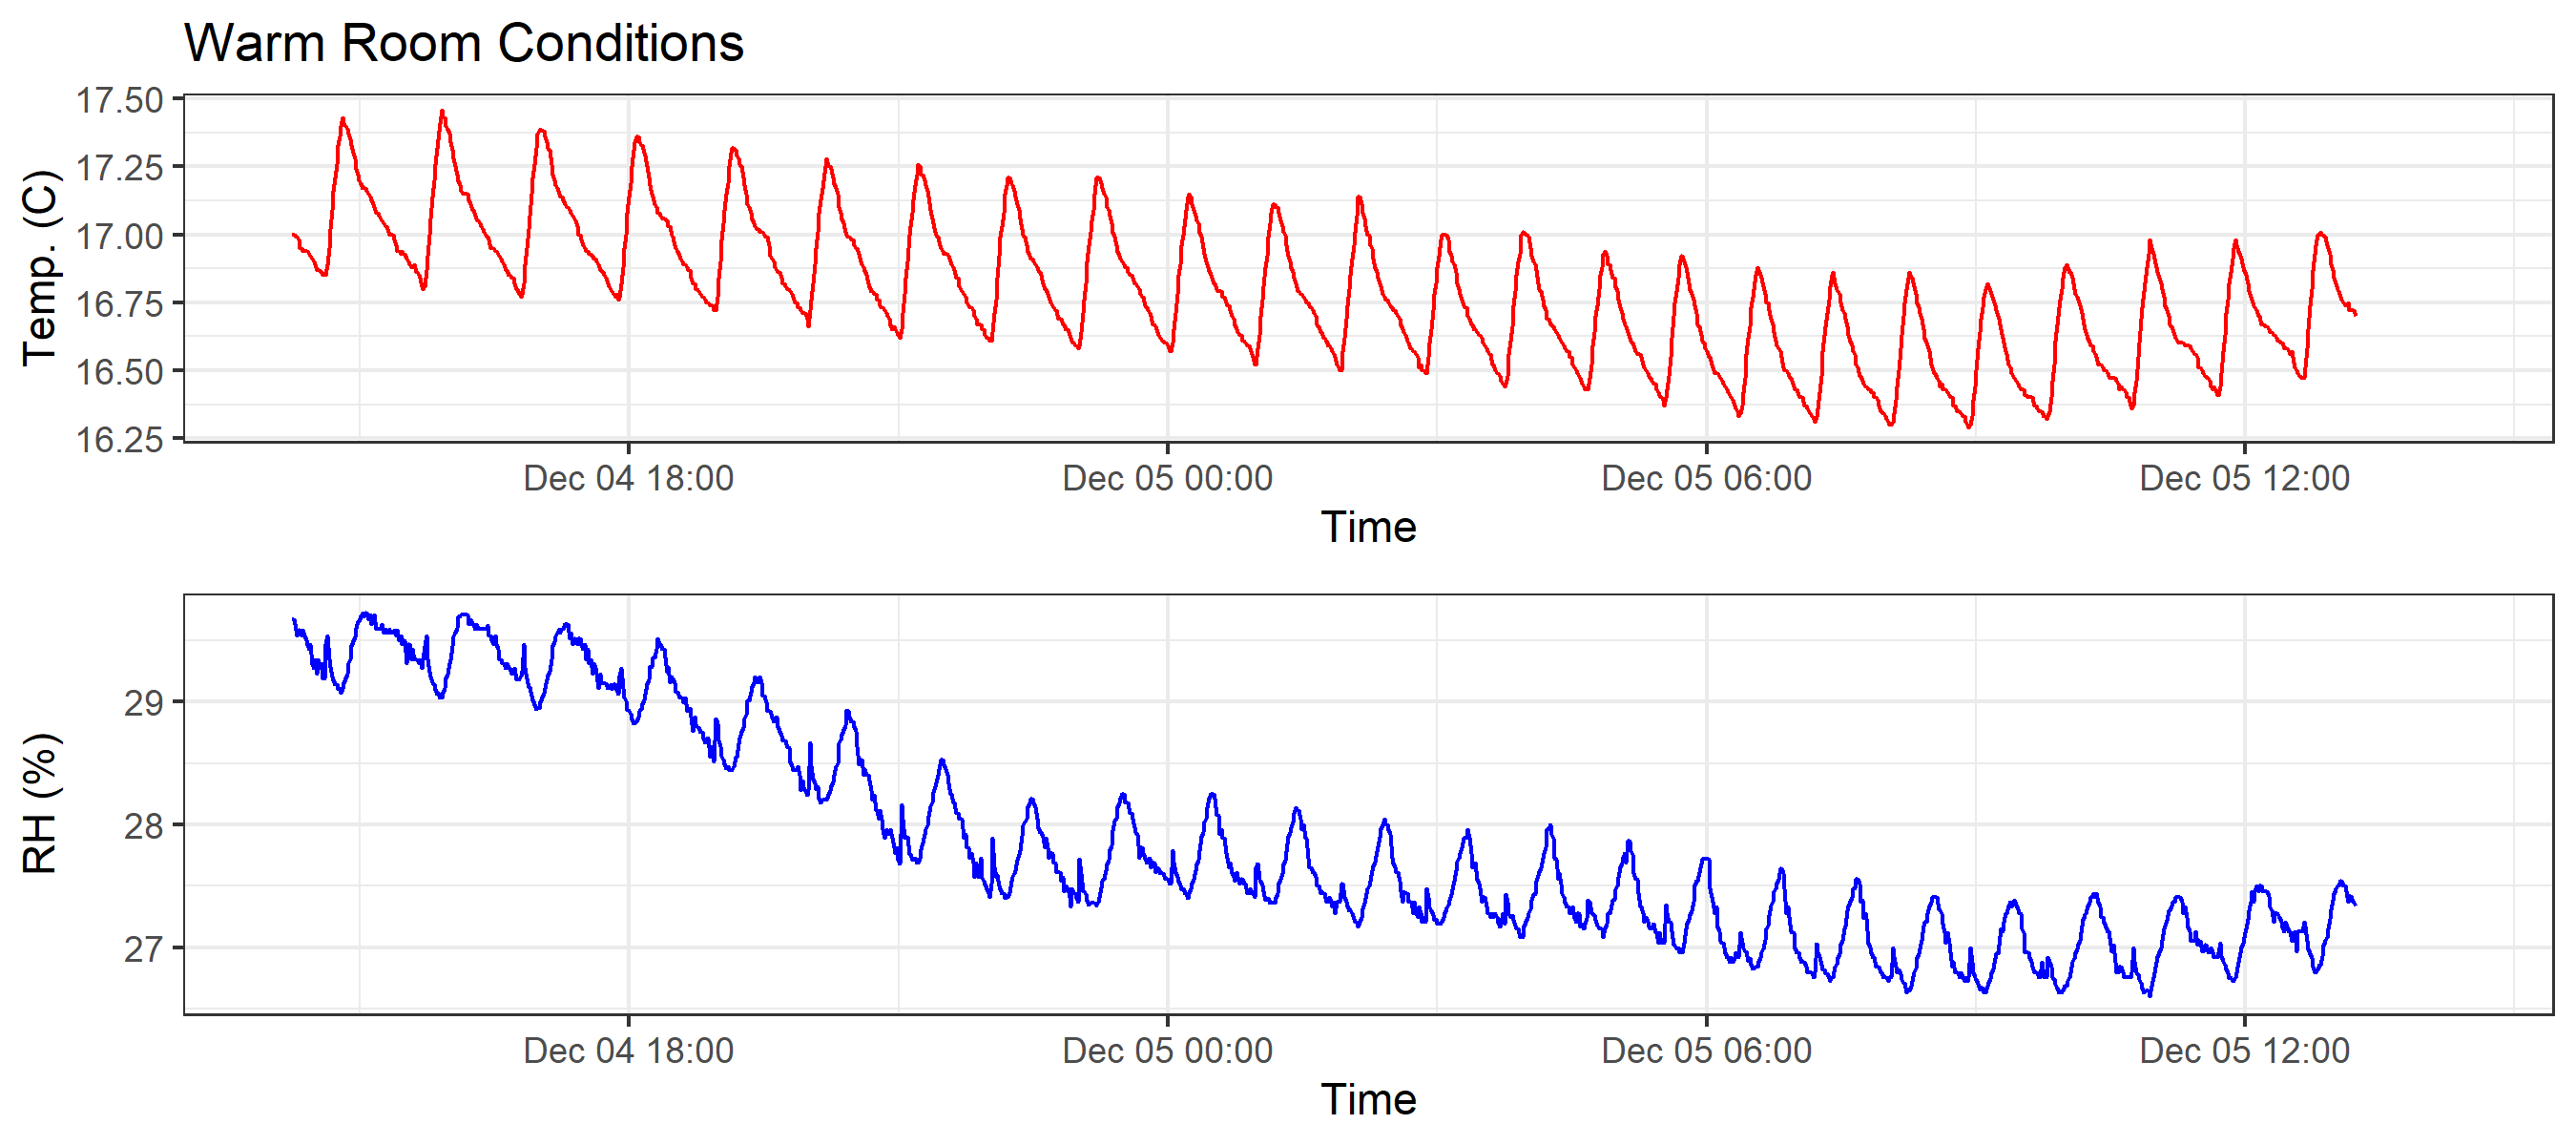 Warm Room Conditions
Temp. (C)
17.50
17.25
17.00
16.75
16.50
16.25
Dec 04 18:00 Dec 05 00:00 Dec 05 06:00 Dec 05 12:00
Time
RH (%)
29
28
27
Dec 04 18:00 Dec 05 00:00 Dec 05 06:00 Dec 05 12:00
Time